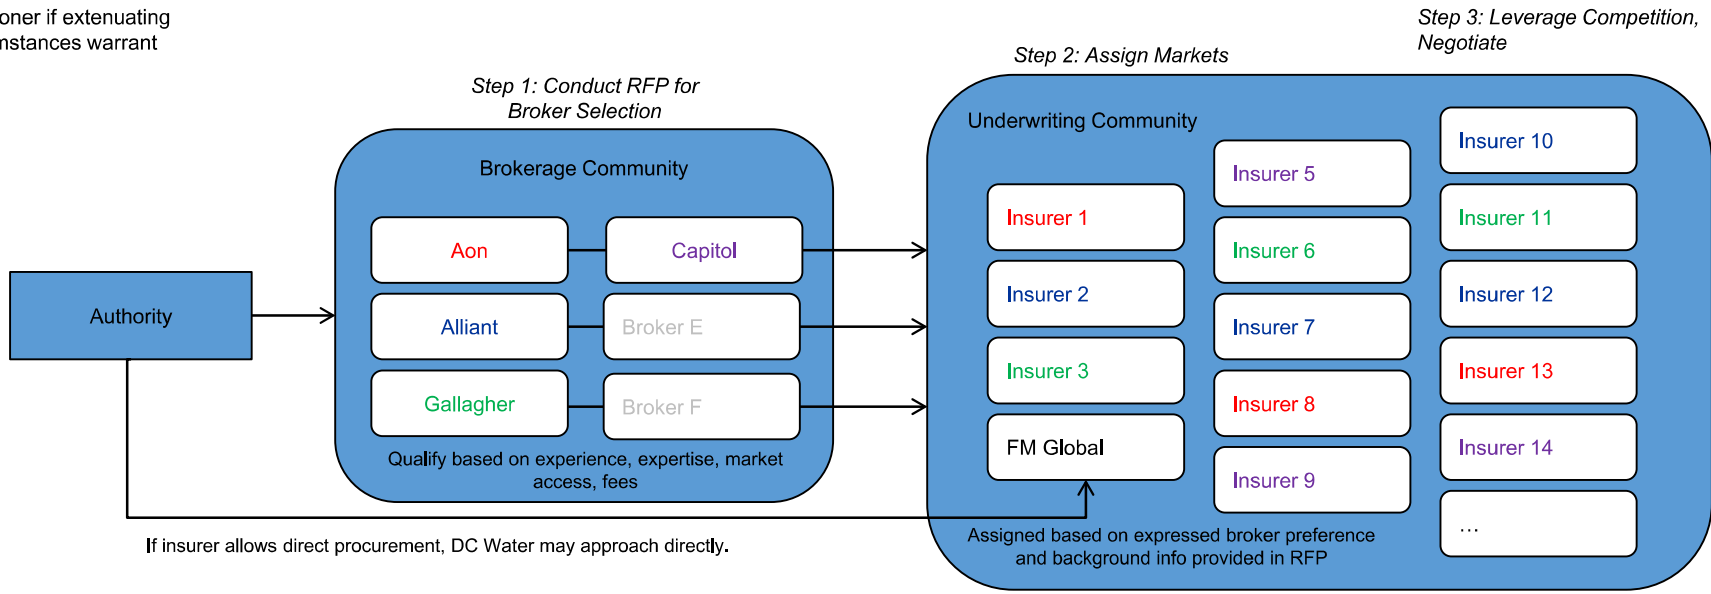 oner if extenuating
mstances warrant
Step 3: Leverage Competition,
Negotiate
Step 2: Assign Markets
Step 1: Conduct RFP for
Broker Selection
Brokerage Community
Aon
Capitol
Alliant
Broker E
Gallagher
Broker F
Qualify based on experience, expertise, market
access, fees
Authority
If insurer allows direct procurement, DC Water may approach directly.
Underwriting Community
Insurer 1
Insurer 2
Insurer 3
FM Global
Insurer 5
Insurer 6
Insurer 7
Insurer 8
Insurer 9
Insurer 10
Insurer 11
Insurer 12
Insurer 13
Insurer 14
...
Assigned based on expressed broker preference
and background info provided in RFP